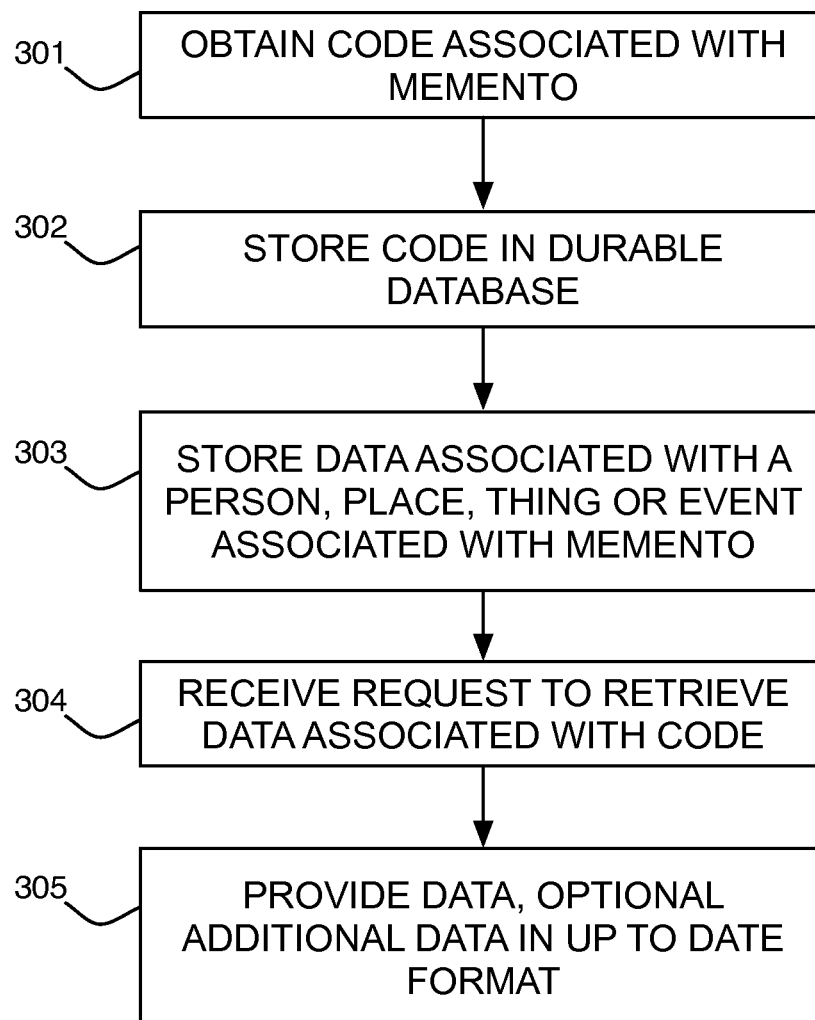 301
OBTAIN CODE ASSOCIATED WITH
MEMENTO
302
STORE CODE IN DURABLE
DATABASE
303
STORE DATA ASSOCIATED WITH A
PERSON, PLACE, THING OR EVENT
ASSOCIATED WITH MEMENTO
304
RECEIVE REQUEST TO RETRIEVE
DATA ASSOCIATED WITH CODE
305
PROVIDE DATA, OPTIONAL
ADDITIONAL DATA IN UP TO DATE
FORMAT